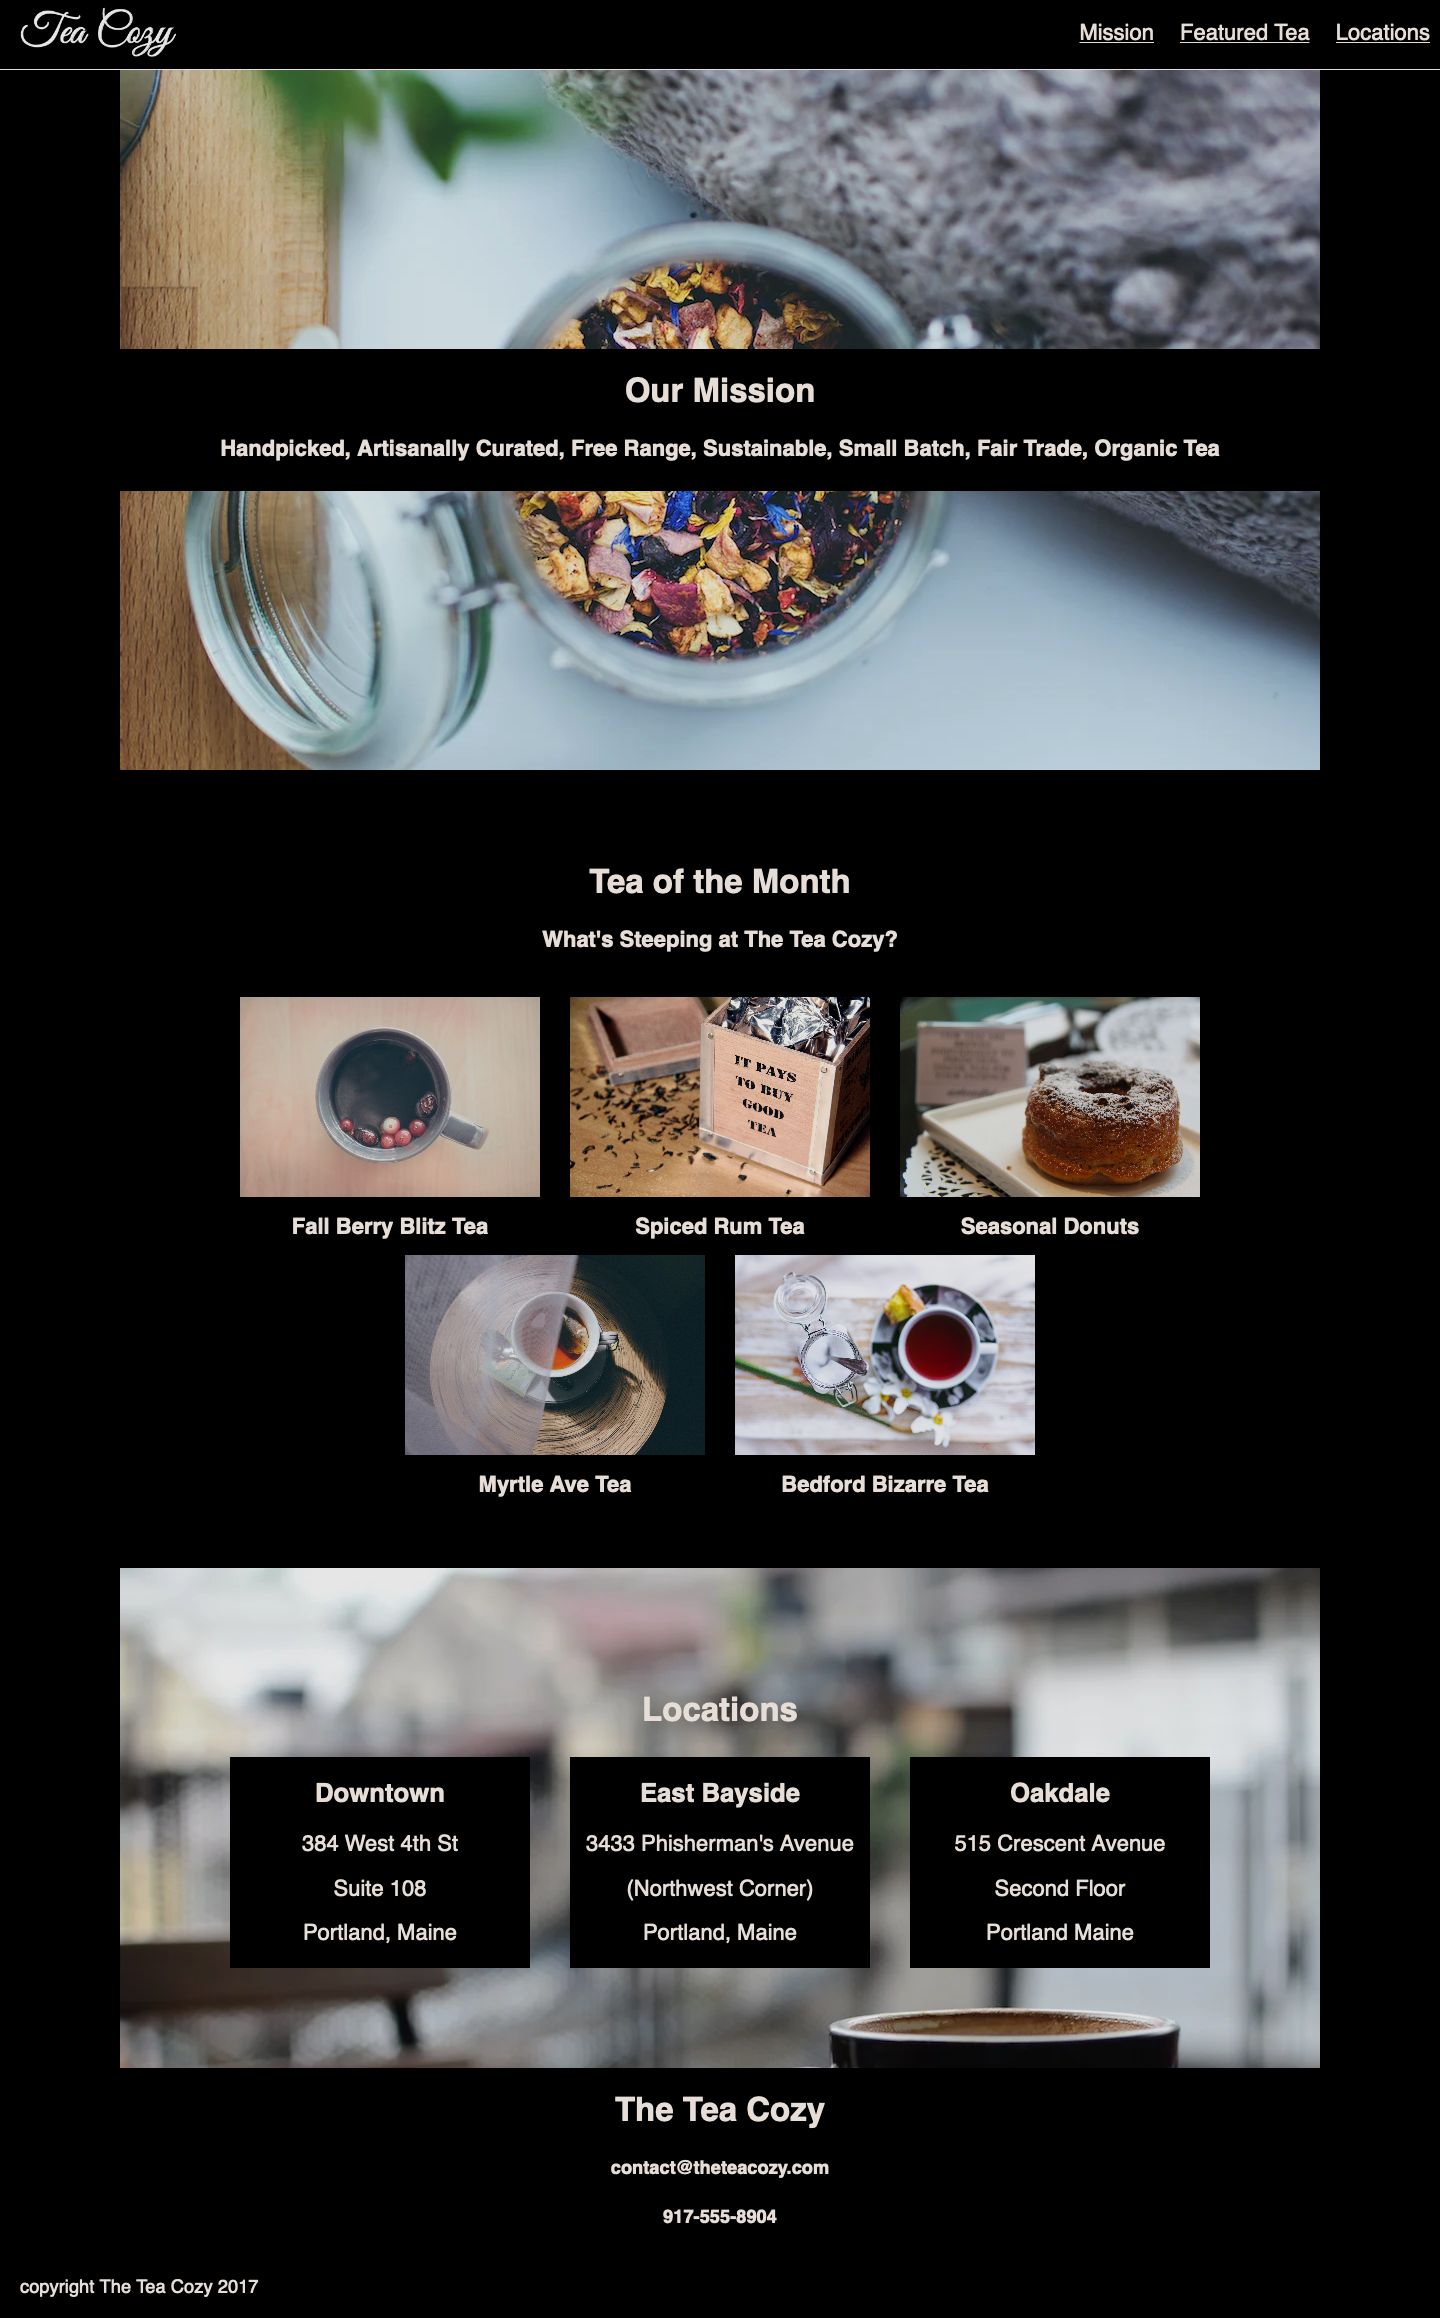 Tea Cozy
Mission Featured Tea Locations
Our Mission
Handpicked, Artisanally Curated, Free Range, Sustainable, Small Batch, Fair Trade, Organic Tea
Tea of the Month
What's Steeping at The Tea Cozy?
IT PAYS
TO BUY
GOOD
TEA
Fall Berry Blitz Tea
Spiced Rum Tea
Seasonal Donuts
Myrtle Ave Tea
Bedford Bizarre Tea
Locations
Downtown
384 West 4th St
Suite 108
Portland, Maine
East Bayside
3433 Phisherman's Avenue
(Northwest Corner)
Portland, Maine
Oakdale
515 Crescent Avenue
Second Floor
Portland Maine
The Tea Cozy
contact@theteacozy.com
917-555-8904
copyright The Tea Cozy 2017